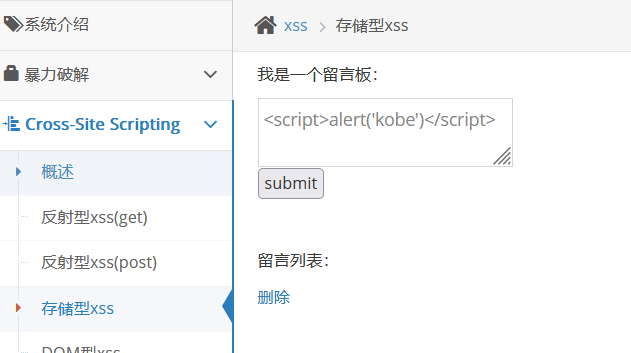 系统介绍
xss > 存储型xss
暴力破解
我是一个留言板：
<script>alert('kobe')</script>
submit
Cross-Site Scripting
概述
反射型xss(get)
反射型xss(post)
存储型xss
DOM型xss
留言列表：
删除